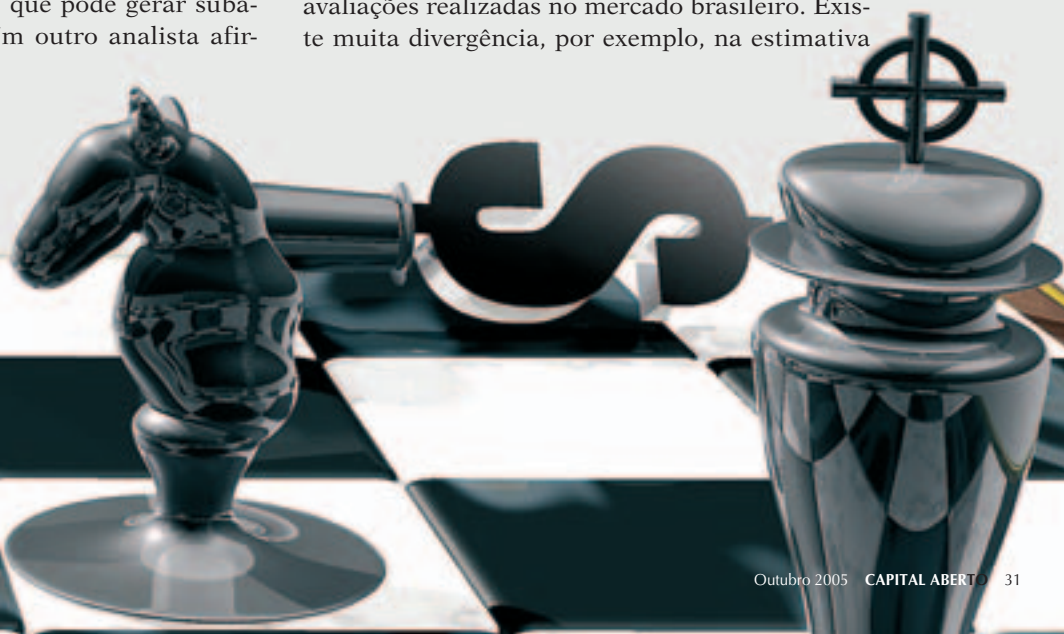 que pode gerar suba-
m outro analista afir-
avaliações realizadas no mercado brasileiro. Exis-
te muita divergência, por exemplo, na estimativa
$
Outubro 2005 CAPITAL ABERTO 31